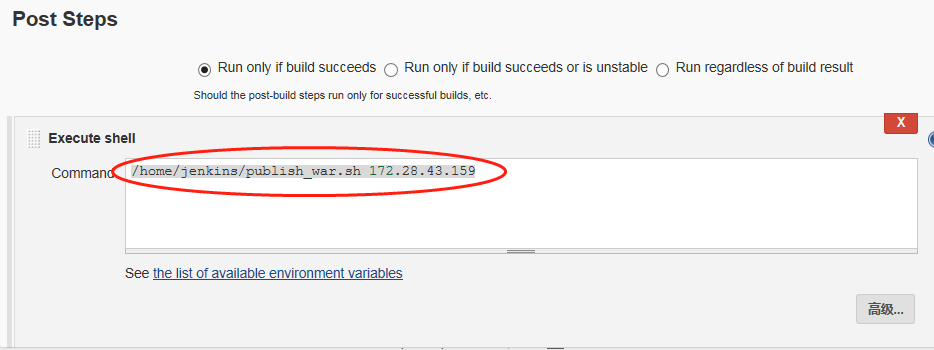 Post Steps
Run only if build succeeds Run only if build succeeds or is unstable Run regardless of build result
Should the post-build steps run only for successful builds, etc.
X
Execute shell
Command /home/jenkins/publish_war.sh 172.28.43.159
See the list of available environment variables
高级...